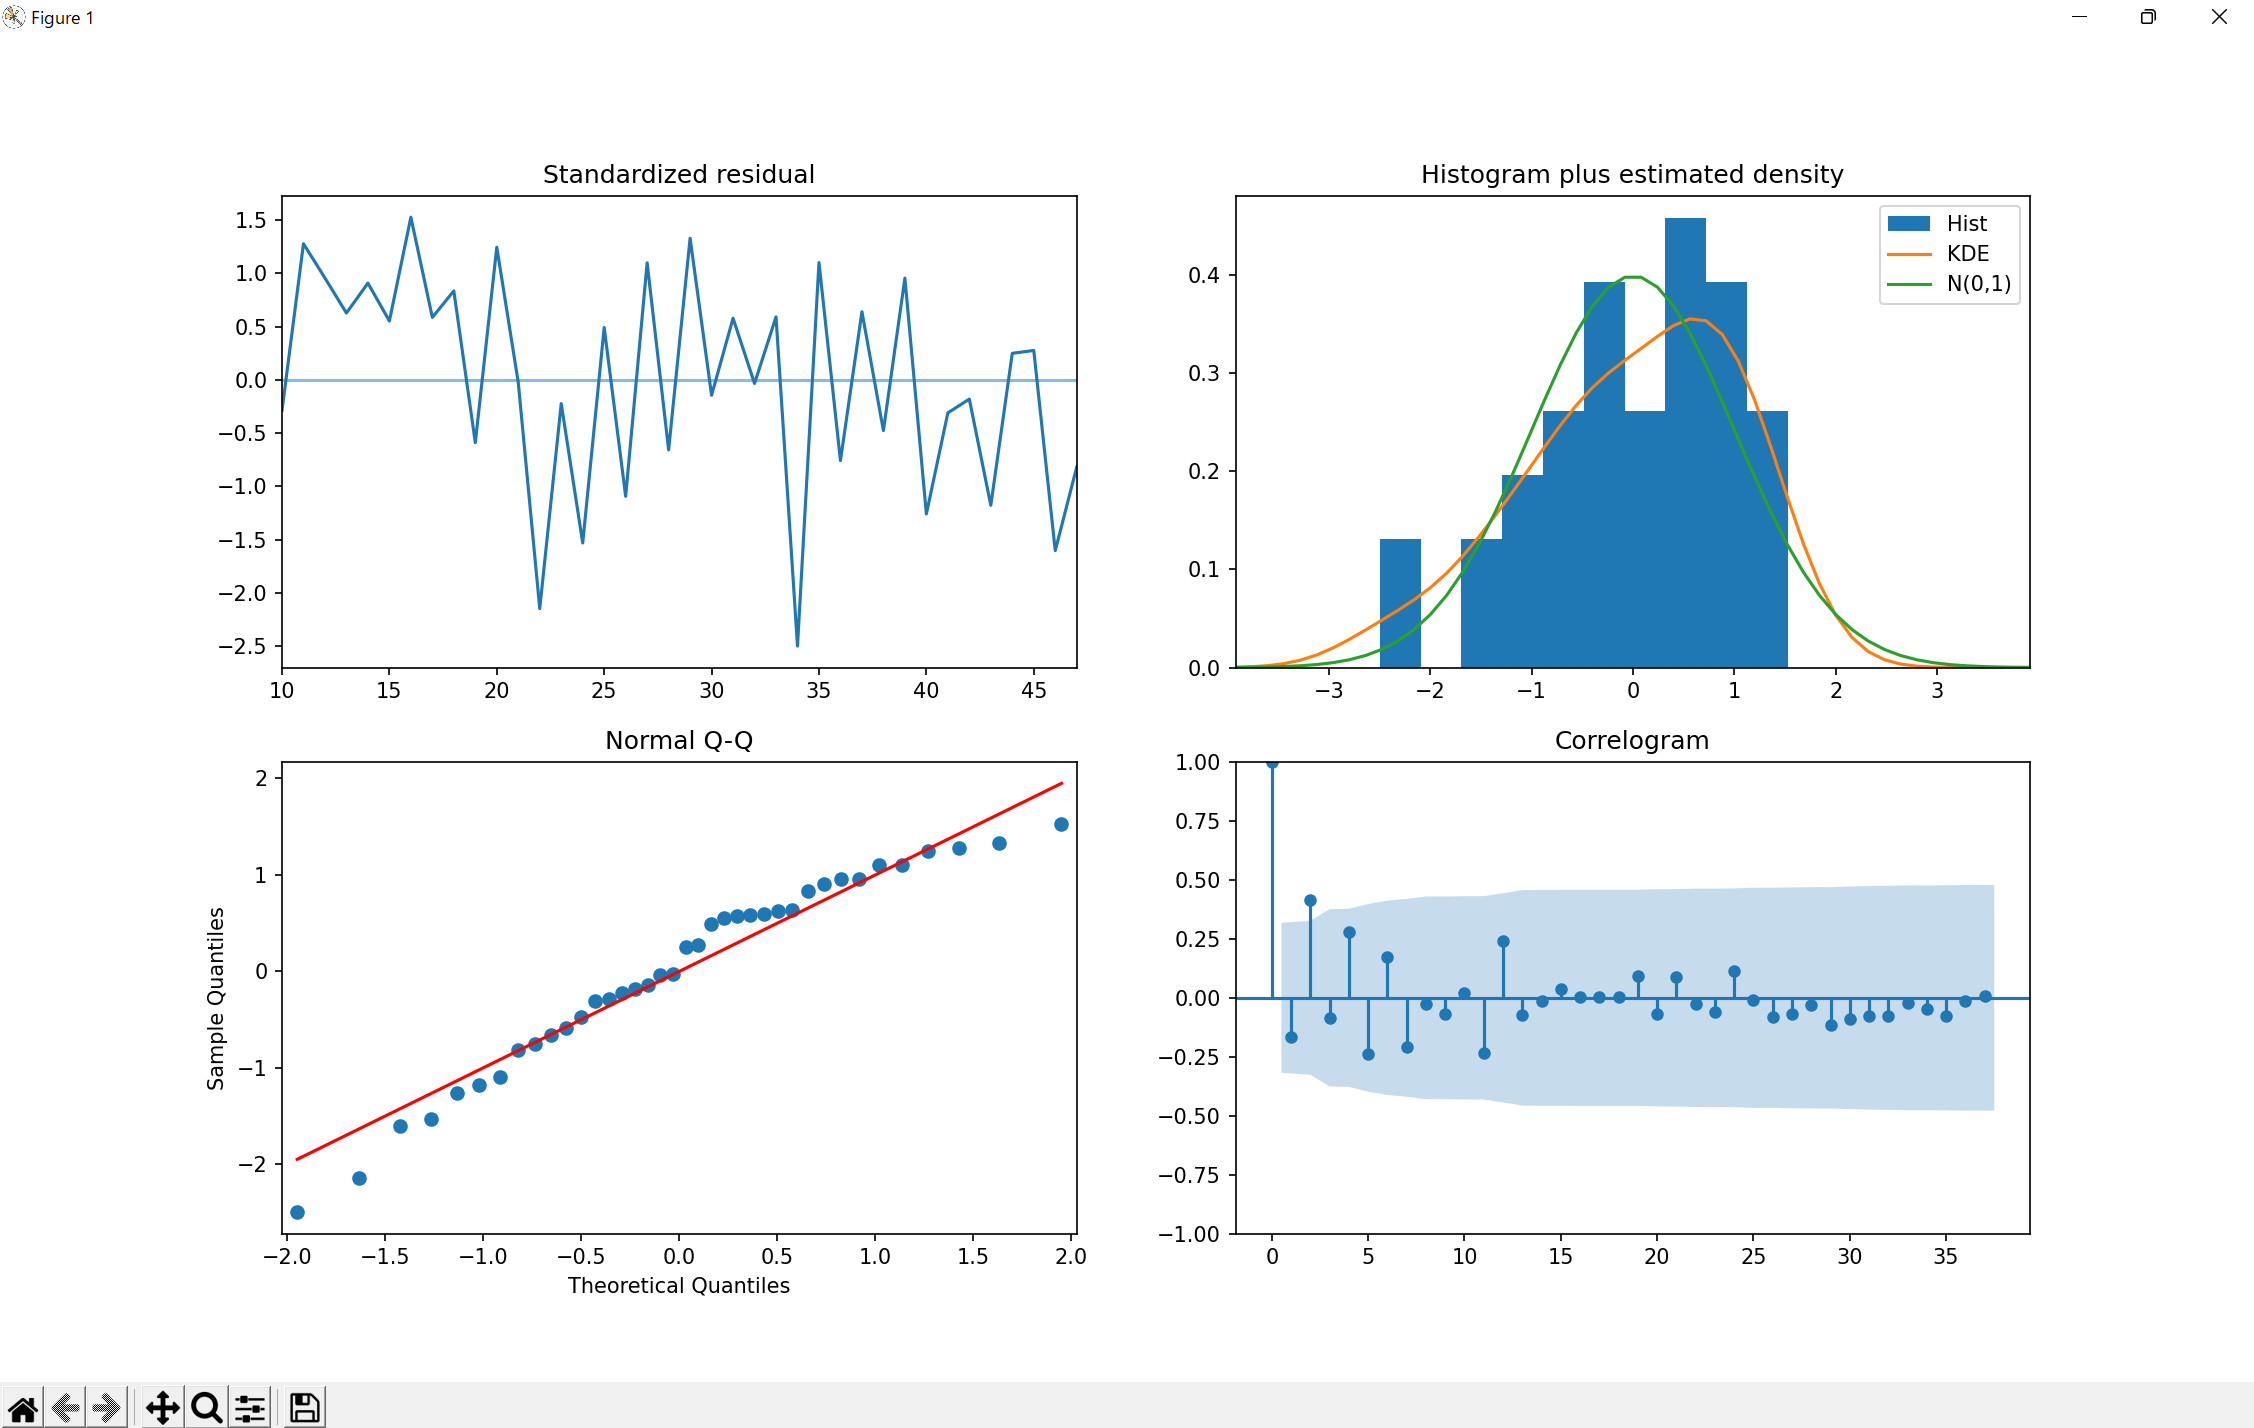 Figure 1
Standardized residual
1.5
1.0
0.5
0.0
−0.5
−1.0
−1.5
−2.0
−2.5
10 15 20 25 30 35 40 45
Histogram plus estimated density
Hist
KDE
N(0,1)
0.4
0.3
0.2
0.1
0.0
−3 −2 −1 0 1 2 3
Normal Q-Q
Sample Quantiles
2
1
0
−1
−2
−2.0 −1.5 −1.0 −0.5 0.0 0.5 1.0 1.5 2.0
Theoretical Quantiles
Correlogram
1.00
0.75
0.50
0.25
0.00
−0.25
−0.50
−0.75
−1.00
0 5 10 15 20 25 30 35